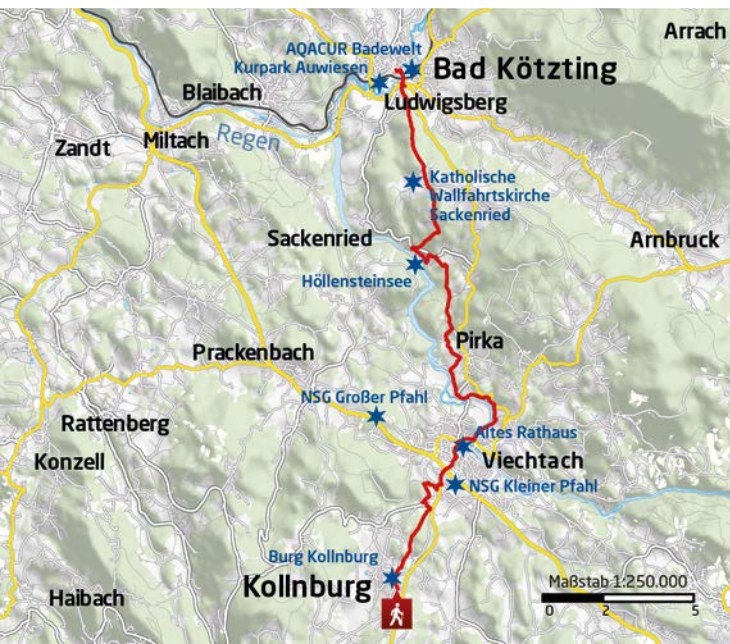 Arrach
AQACUR Badewelt
Kurpark Auwiesen
Bad Kötzting
Blaibach
Ludwigsberg
Zandt
Miltach
Regen
Katholische
Wallfahrtskirche
Sackenried
Sackenried
Arnbruck
Höllensteinsee
Pirka
Prackenbach
NSG Großer Pfahl
Rattenberg
Altes Rathaus
Konzell
Viechtach
NSG Kleiner Pfahl
Burg Kollnburg
Kollnburg
Maßstab 1:250.000
Haibach
0 2 5